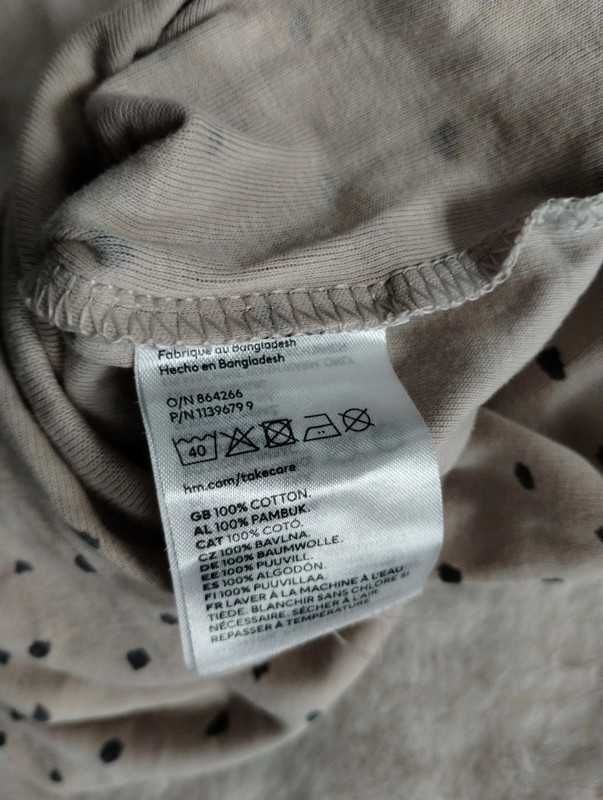 Fabriqué au Bangladesh
Hecho en Bangladesh
O/N 864266
P/N 1139679 9
40
hm.com/takecare
GB 100% COTTON.
AL 100% PAMBUK.
CAT 100% COTÓ.
CZ 100% BAVLNA.
DE 100% BAUMWOLLE.
EE 100% PUUVILL.
ES 100% ALGODÓN.
FI 100% PUUVILLAA.
FR LAVER À LA MACHINE À L'EAU
TIÈDE. BLANCHIR SANS CHLORE SI
NÉCESSAIRE. SÉCHER À L'AIR.
REPASSER À TEMPÉRATURE